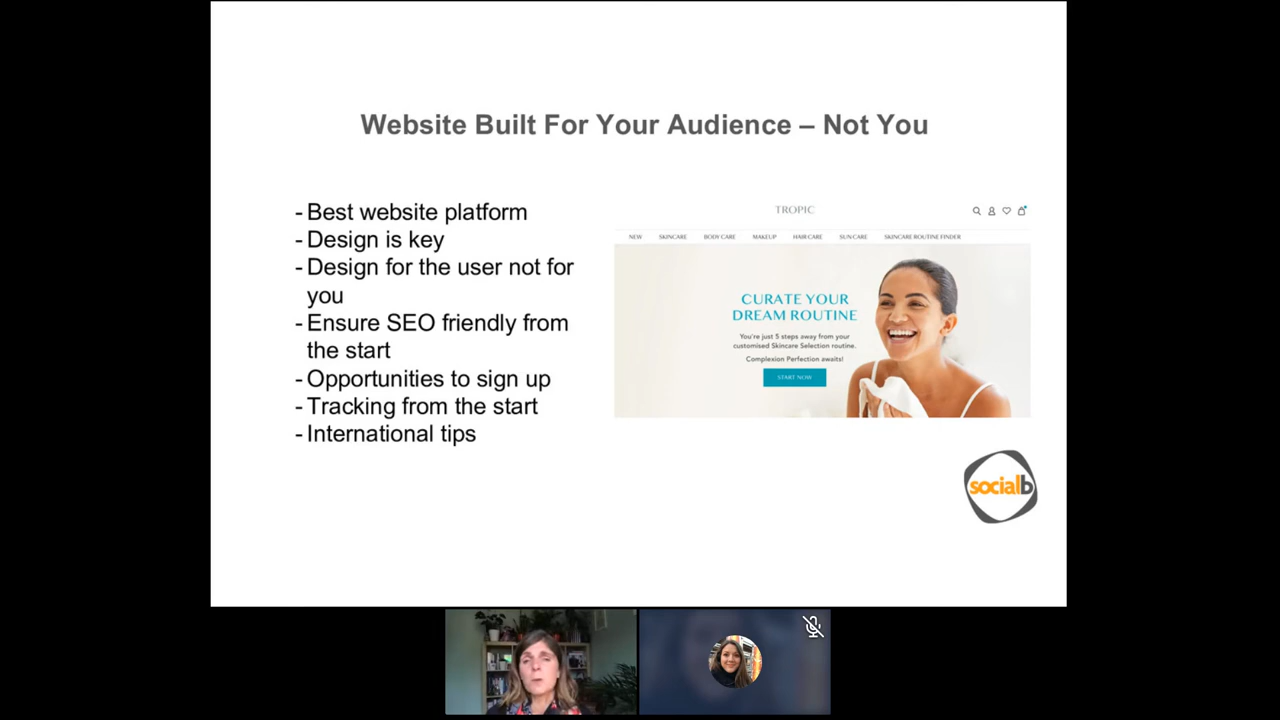 Website Built For Your Audience – Not You
- Best website platform
- Design is key
- Design for the user not for
you
- Ensure SEO friendly from
the start
- Opportunities to sign up
- Tracking from the start
- International tips
TROPIC
NEW SKINCARE BODY CARE MAKEUP HAIR CARE SUN CARE SKINCARE ROUTINE FINDER
CURATE YOUR
DREAM ROUTINE
You're just 5 steps away from your
customised Skincare Selection routine.
Complexion Perfection awaits!
START NOW
socialb